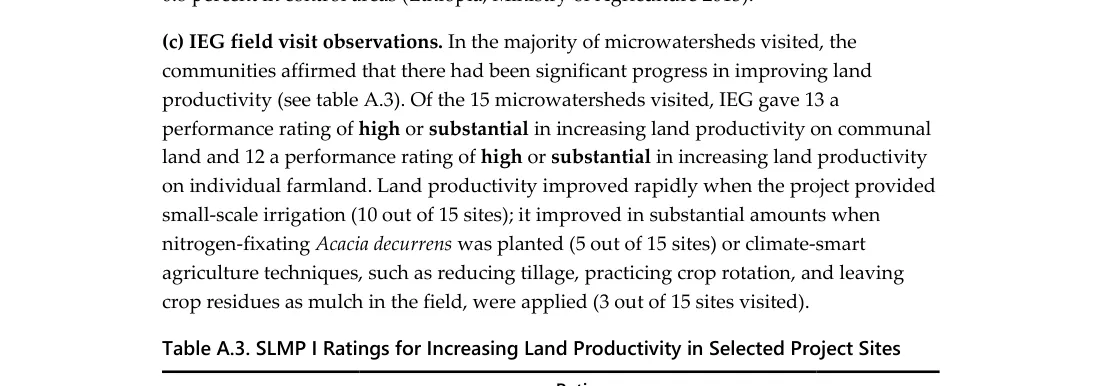 (c) IEG field visit observations. In the majority of microwatersheds visited, the
communities affirmed that there had been significant progress in improving land
productivity (see table A.3). Of the 15 microwatersheds visited, IEG gave 13 a
performance rating of high or substantial in increasing land productivity on communal
land and 12 a performance rating of high or substantial in increasing land productivity
on individual farmland. Land productivity improved rapidly when the project provided
small-scale irrigation (10 out of 15 sites); it improved in substantial amounts when
nitrogen-fixating Acacia decurrens was planted (5 out of 15 sites) or climate-smart
agriculture techniques, such as reducing tillage, practicing crop rotation, and leaving
crop residues as mulch in the field, were applied (3 out of 15 sites visited).
Table A.3. SLMP I Ratings for Increasing Land Productivity in Selected Project Sites